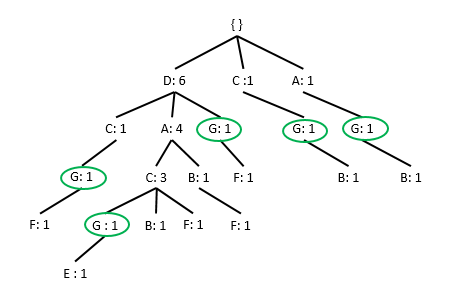 { }
D: 6 C :1 A: 1
C: 1 A: 4 G: 1 G: 1 G: 1
G: 1 C: 3 B: 1 F: 1 B: 1 B: 1
F: 1 G : 1 B: 1 F: 1 F: 1
E : 1